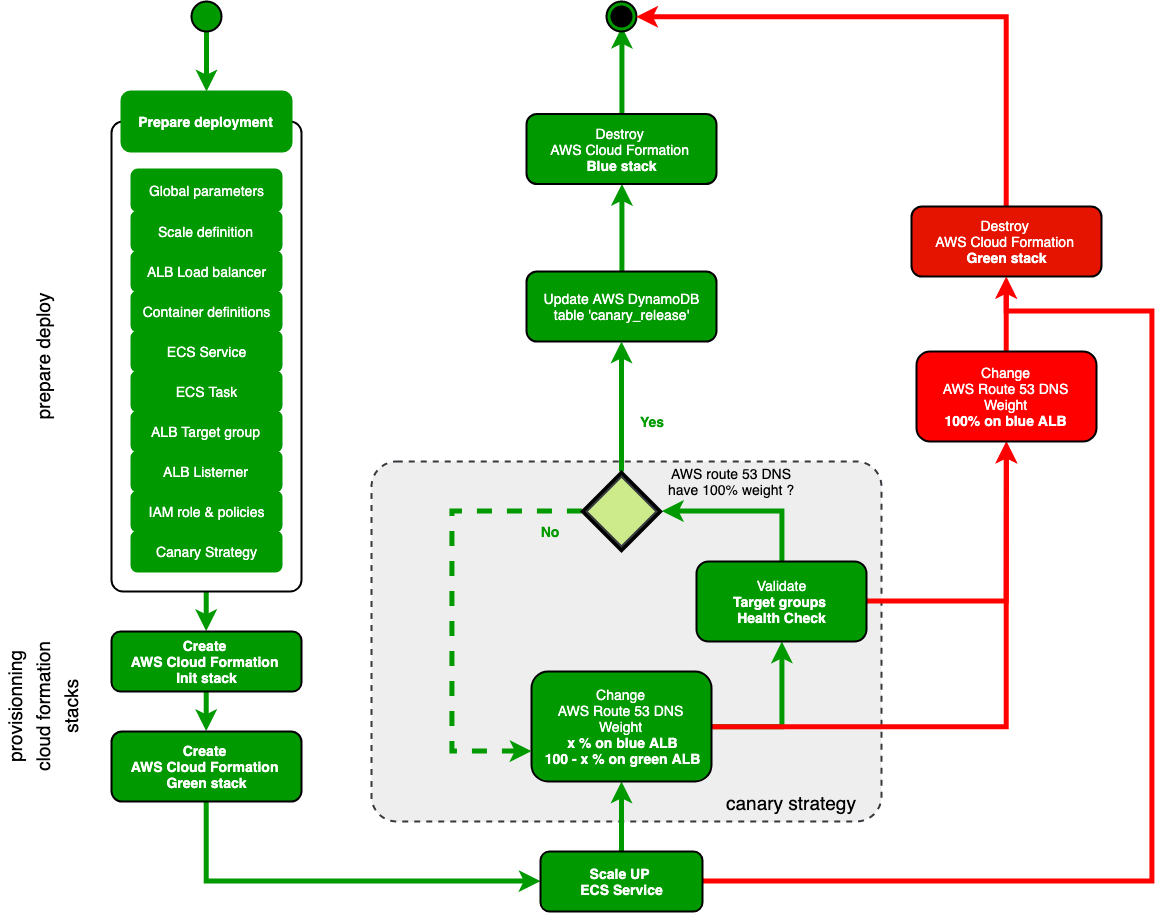 Prepare deployment
Global parameters
Scale definition
ALB Load balancer
Container definitions
ECS Service
ECS Task
ALB Target group
ALB Listerner
IAM role & policies
Canary Strategy
prepare deploy
Create
AWS Cloud Formation
Init stack
Create
AWS Cloud Formation
Green stack
provisionning
cloud formation
stacks
Scale UP
ECS Service
Change
AWS Route 53 DNS
Weight
x % on blue ALB
100 - x % on green ALB
canary strategy
Validate
Target groups
Health Check
AWS route 53 DNS
have 100% weight ?
No
Yes
Update AWS DynamoDB
table 'canary_release'
Destroy
AWS Cloud Formation
Blue stack
Change
AWS Route 53 DNS
Weight
100% on blue ALB
Destroy
AWS Cloud Formation
Green stack